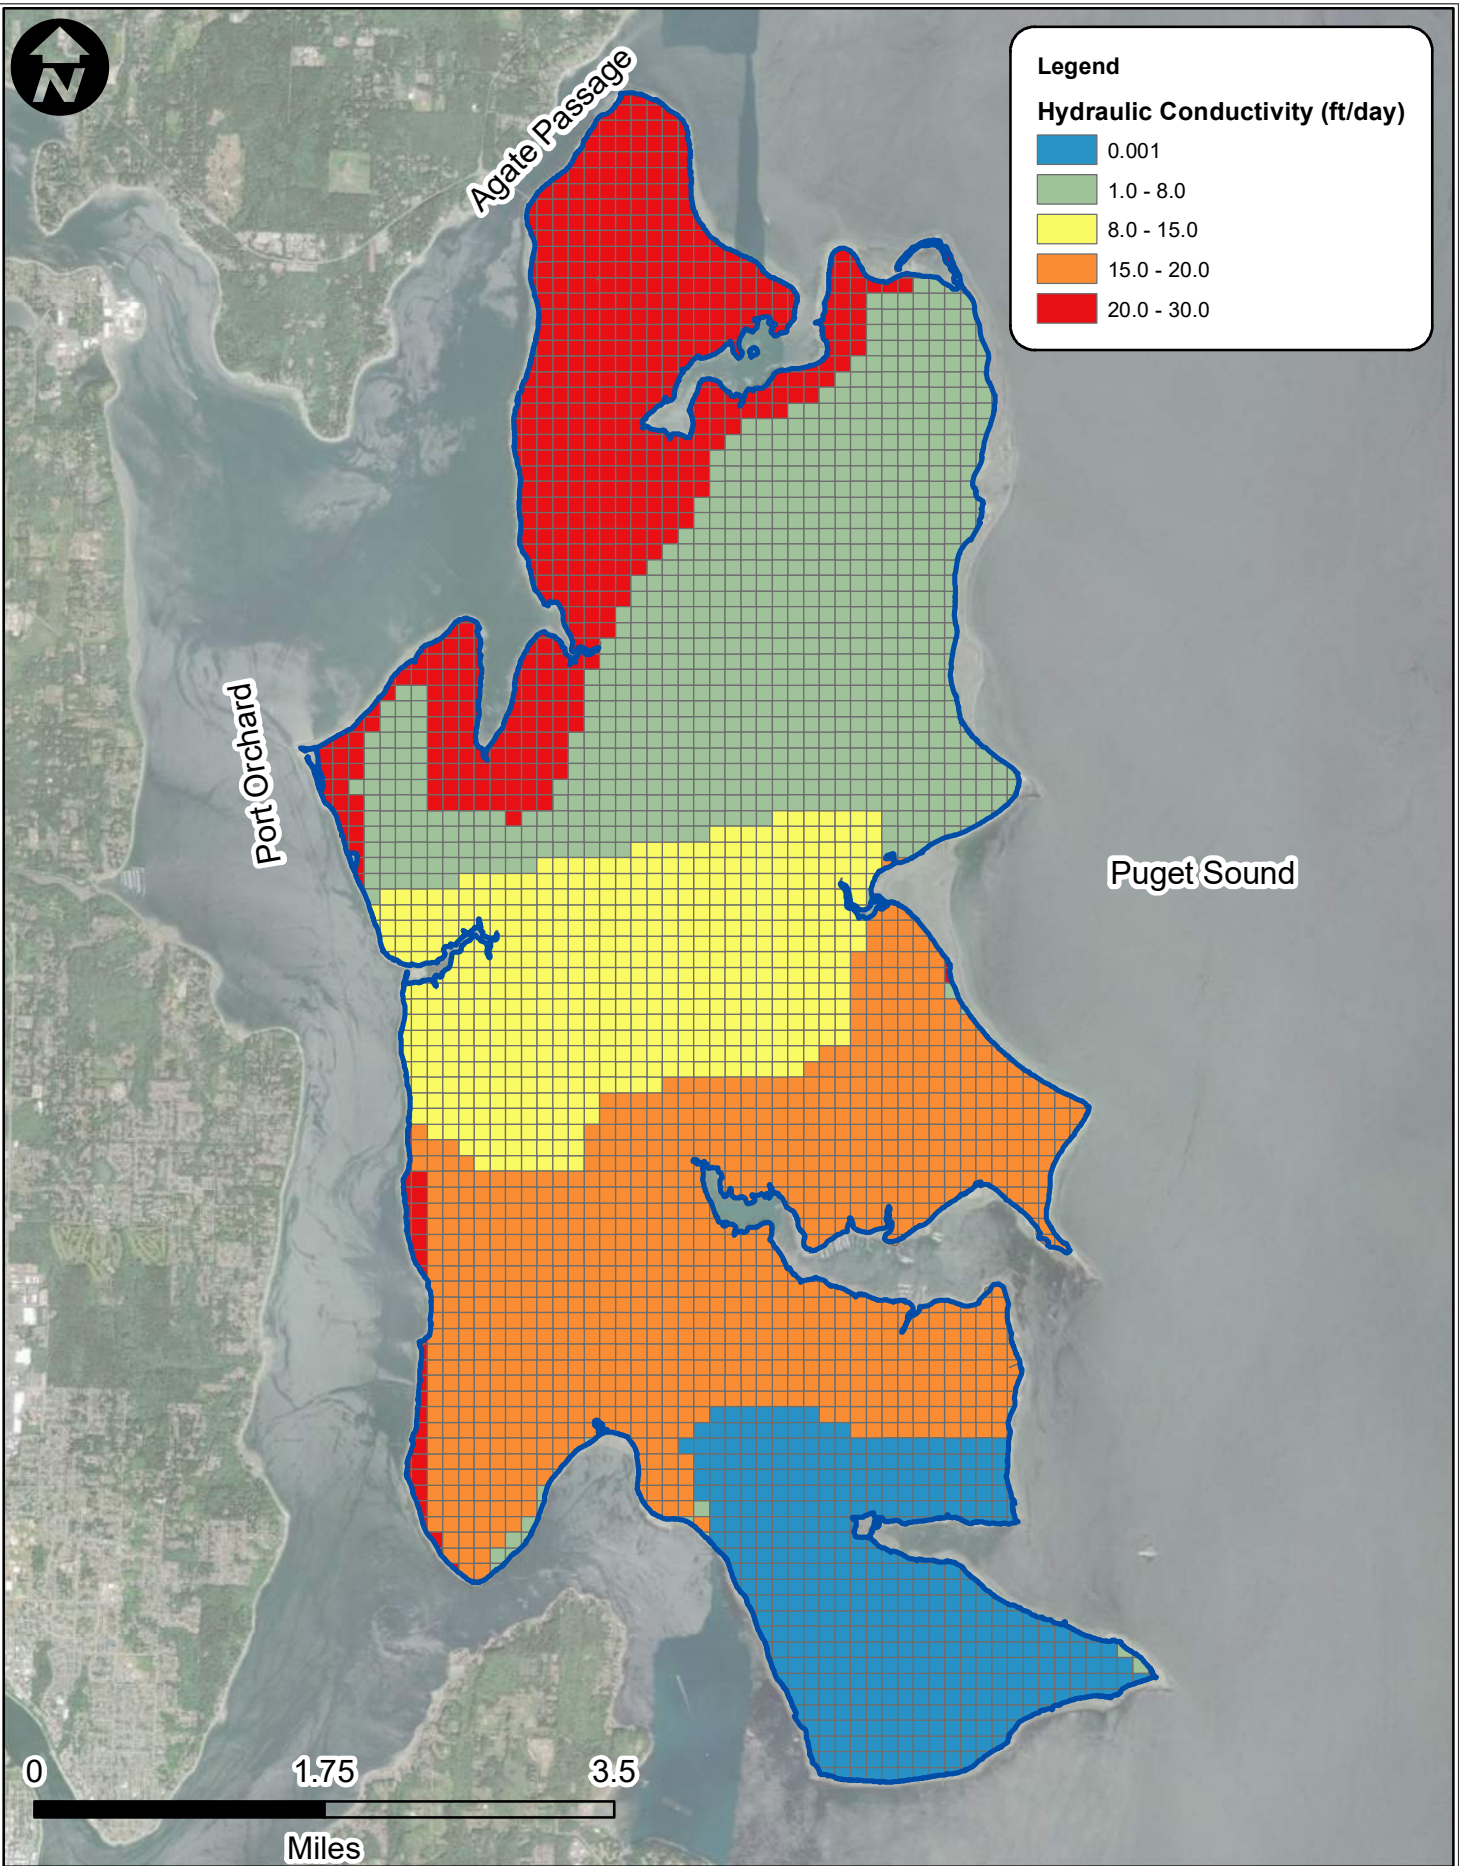 N
Agate Passage
Legend
Hydraulic Conductivity (ft/day)
0.001
1.0 - 8.0
8.0 - 15.0
15.0 - 20.0
20.0 - 30.0
Port Orchard
Puget Sound
0 1.75 3.5
Miles